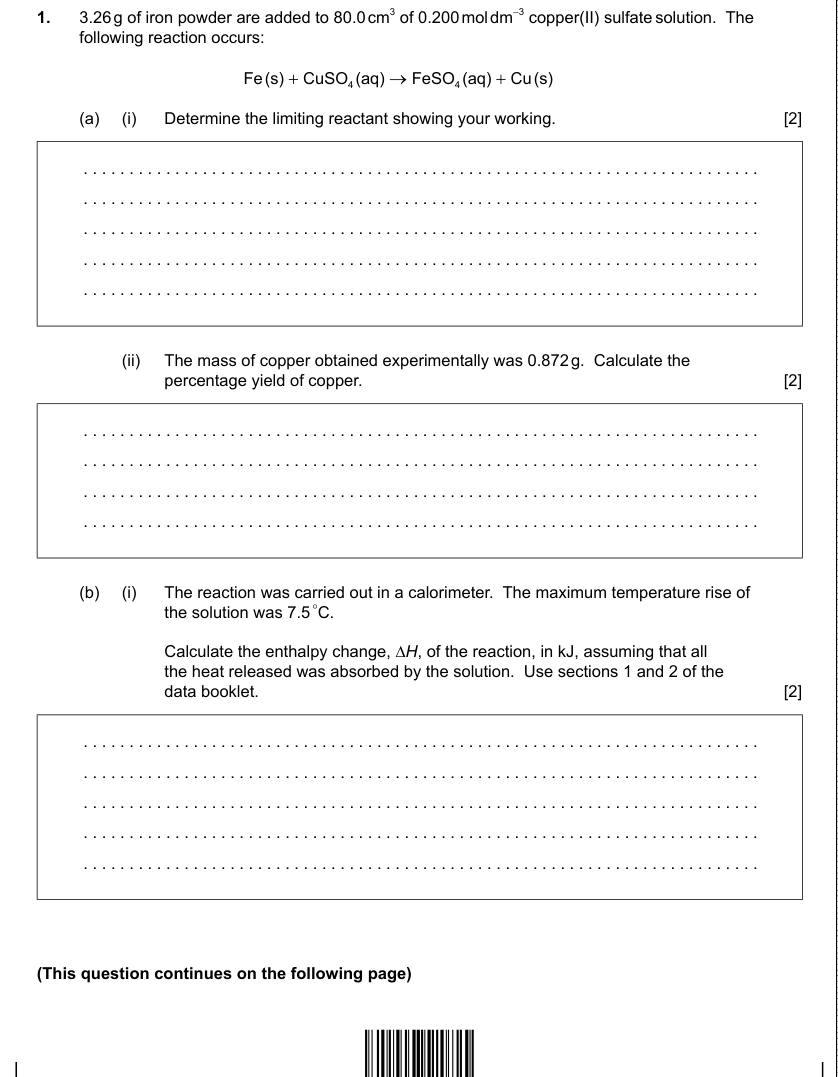 1. 3.26 g of iron powder are added to 80.0 cm³ of 0.200 mol dm⁻³ copper(II) sulfate solution. The
following reaction occurs:
Fe (s) + CuSO₄ (aq) → FeSO₄ (aq) + Cu (s)
(a) (i) Determine the limiting reactant showing your working. [2]
(ii) The mass of copper obtained experimentally was 0.872 g. Calculate the
percentage yield of copper. [2]
(b) (i) The reaction was carried out in a calorimeter. The maximum temperature rise of
the solution was 7.5 °C.
Calculate the enthalpy change, ΔH, of the reaction, in kJ, assuming that all
the heat released was absorbed by the solution. Use sections 1 and 2 of the
data booklet. [2]
(This question continues on the following page)